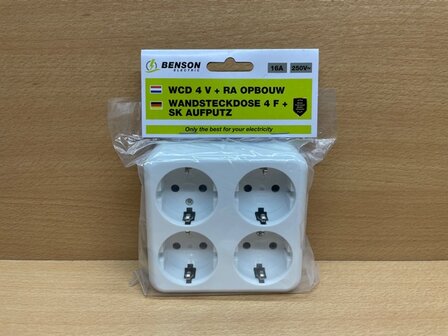 BENSON
ELECTRIC
16A 250V~
WCD 4 V + RA OPBOUW
WANDSTECKDOSE 4 F +
SK AUFPUTZ
Only the best for your electricity